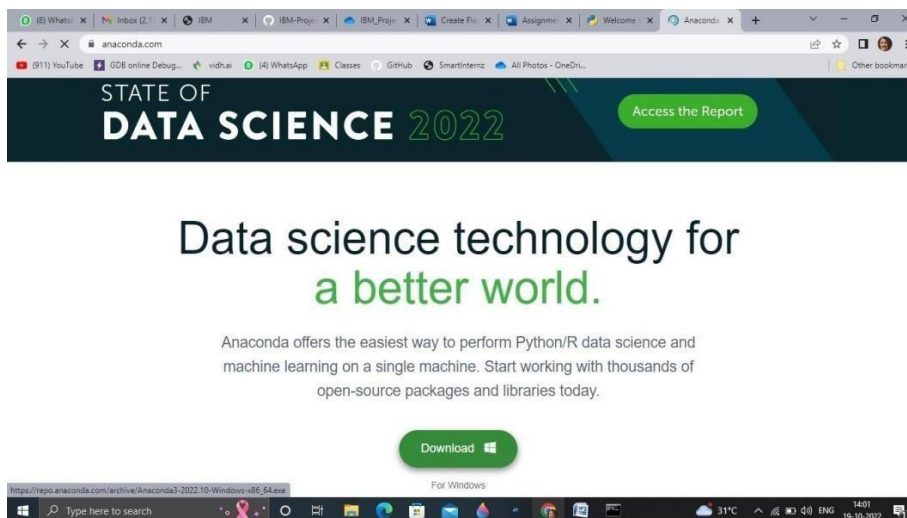 (8) Whats
Inbox (2,1
IBM
IBM-Proje
IBM_Proje
Create Fla
Assignme
Welcome
Anaconda
anaconda.com
(911) YouTube
GDB online Debug...
vidh.ai
(4) WhatsApp
Classes
GitHub
SmartInternz
All Photos - OneDri...
Other bookmar
STATE OF
DATA SCIENCE 2022
Access the Report
Data science technology for
a better world.
Anaconda offers the easiest way to perform Python/R data science and
machine learning on a single machine. Start working with thousands of
open-source packages and libraries today.
Download
For Windows
https://repo.anaconda.com/archive/Anaconda3-2022.10-Windows-x86_64.exe
Type here to search
31°C
ENG
14:01
19-10-2022